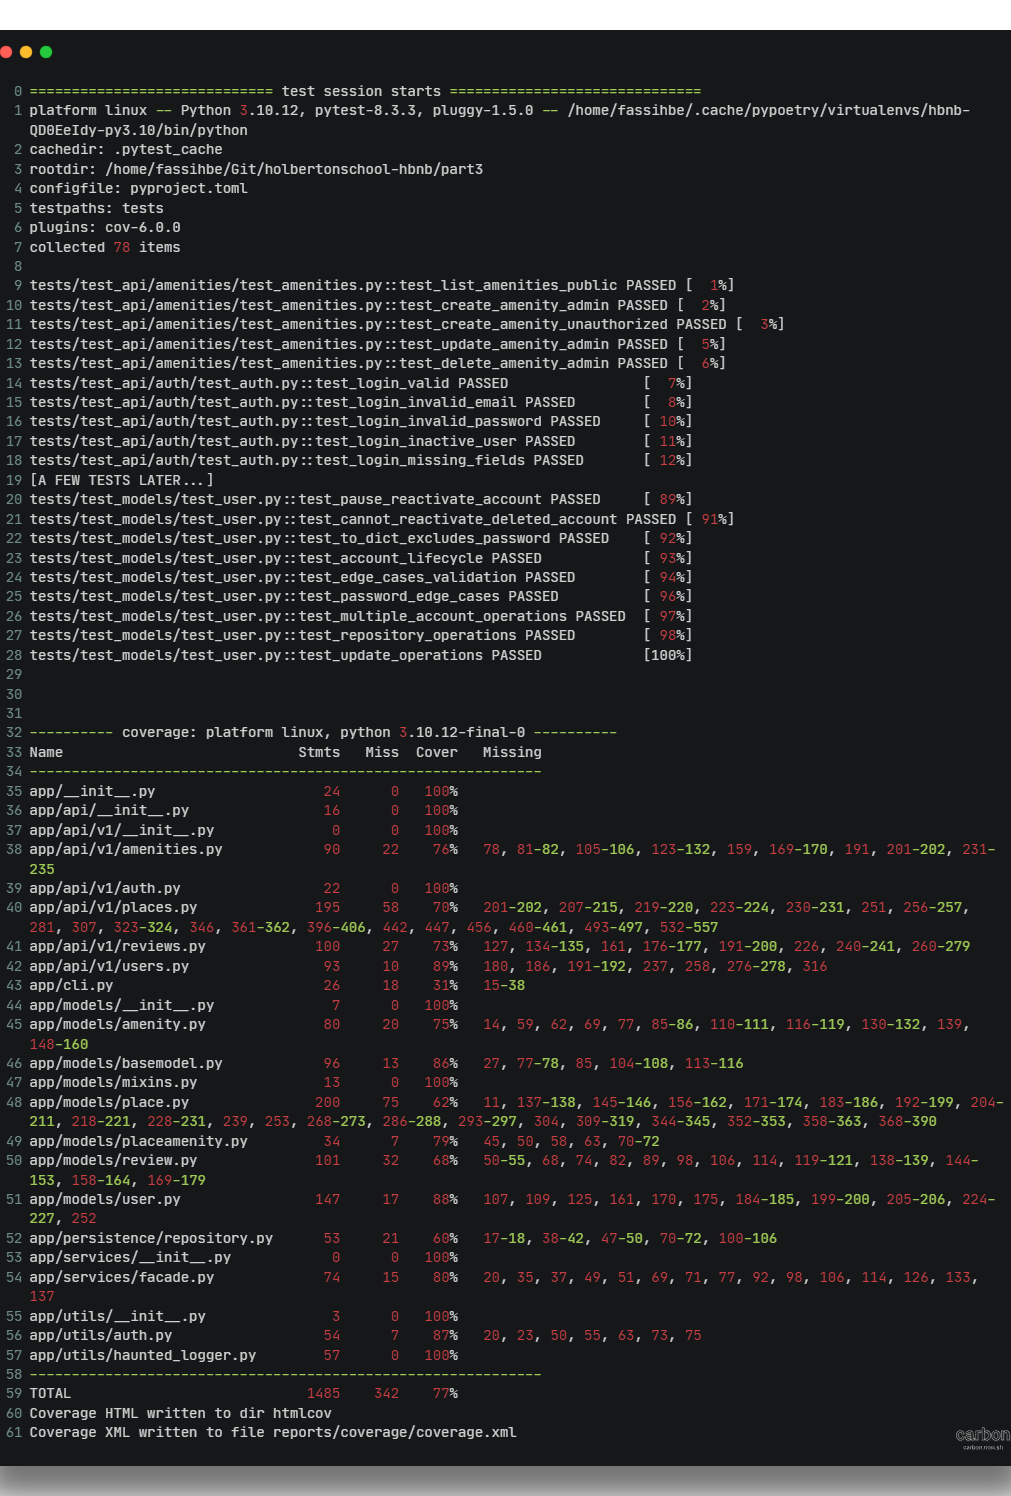 0 ============================= test session starts ==============================
1 platform linux -- Python 3.10.12, pytest-8.3.3, pluggy-1.5.0 -- /home/fassihbe/.cache/pypoetry/virtualenvs/hbnb-
QD0EeIdy-py3.10/bin/python
2 cachedir: .pytest_cache
3 rootdir: /home/fassihbe/Git/holbertonschool-hbnb/part3
4 configfile: pyproject.toml
5 testpaths: tests
6 plugins: cov-6.0.0
7 collected 78 items
8
9 tests/test_api/amenities/test_amenities.py::test_list_amenities_public PASSED [  1%]
10 tests/test_api/amenities/test_amenities.py::test_create_amenity_admin PASSED [  2%]
11 tests/test_api/amenities/test_amenities.py::test_create_amenity_unauthorized PASSED [  3%]
12 tests/test_api/amenities/test_amenities.py::test_update_amenity_admin PASSED [  5%]
13 tests/test_api/amenities/test_amenities.py::test_delete_amenity_admin PASSED [  6%]
14 tests/test_api/auth/test_auth.py::test_login_valid PASSED                [  7%]
15 tests/test_api/auth/test_auth.py::test_login_invalid_email PASSED        [  8%]
16 tests/test_api/auth/test_auth.py::test_login_invalid_password PASSED     [ 10%]
17 tests/test_api/auth/test_auth.py::test_login_inactive_user PASSED        [ 11%]
18 tests/test_api/auth/test_auth.py::test_login_missing_fields PASSED       [ 12%]
19 [A FEW TESTS LATER...]
20 tests/test_models/test_user.py::test_pause_reactivate_account PASSED     [ 89%]
21 tests/test_models/test_user.py::test_cannot_reactivate_deleted_account PASSED [ 91%]
22 tests/test_models/test_user.py::test_to_dict_excludes_password PASSED    [ 92%]
23 tests/test_models/test_user.py::test_account_lifecycle PASSED            [ 93%]
24 tests/test_models/test_user.py::test_edge_cases_validation PASSED        [ 94%]
25 tests/test_models/test_user.py::test_password_edge_cases PASSED          [ 96%]
26 tests/test_models/test_user.py::test_multiple_account_operations PASSED  [ 97%]
27 tests/test_models/test_user.py::test_repository_operations PASSED        [ 98%]
28 tests/test_models/test_user.py::test_update_operations PASSED            [100%]
29
30
31
32 ---------- coverage: platform linux, python 3.10.12-final-0 ----------
33 Name                            Stmts   Miss  Cover   Missing
34 -------------------------------------------------------------
35 app/__init__.py                    24      0   100%
36 app/api/__init__.py                16      0   100%
37 app/api/v1/__init__.py              0      0   100%
38 app/api/v1/amenities.py            90     22    76%   78, 81-82, 105-106, 123-132, 159, 169-170, 191, 201-202, 231-
235
39 app/api/v1/auth.py                 22      0   100%
40 app/api/v1/places.py              195     58    70%   201-202, 207-215, 219-220, 223-224, 230-231, 251, 256-257,
281, 307, 323-324, 346, 361-362, 396-406, 442, 447, 456, 460-461, 493-497, 532-557
41 app/api/v1/reviews.py             100     27    73%   127, 134-135, 161, 176-177, 191-200, 226, 240-241, 260-279
42 app/api/v1/users.py                93     10    89%   180, 186, 191-192, 237, 258, 276-278, 316
43 app/cli.py                         26     18    31%   15-38
44 app/models/__init__.py              7      0   100%
45 app/models/amenity.py              80     20    75%   14, 59, 62, 69, 77, 85-86, 110-111, 116-119, 130-132, 139,
148-160
46 app/models/basemodel.py            96     13    86%   27, 77-78, 85, 104-108, 113-116
47 app/models/mixins.py               13      0   100%
48 app/models/place.py               200     75    62%   11, 137-138, 145-146, 156-162, 171-174, 183-186, 192-199, 204-
211, 218-221, 228-231, 239, 253, 268-273, 286-288, 293-297, 304, 309-319, 344-345, 352-353, 358-363, 368-390
49 app/models/placeamenity.py         34      7    79%   45, 50, 58, 63, 70-72
50 app/models/review.py              101     32    68%   50-55, 68, 74, 82, 89, 98, 106, 114, 119-121, 138-139, 144-
153, 158-164, 169-179
51 app/models/user.py                147     17    88%   107, 109, 125, 161, 170, 175, 184-185, 199-200, 205-206, 224-
227, 252
52 app/persistence/repository.py      53     21    60%   17-18, 38-42, 47-50, 70-72, 100-106
53 app/services/__init__.py            0      0   100%
54 app/services/facade.py             74     15    80%   20, 35, 37, 49, 51, 69, 71, 77, 92, 98, 106, 114, 126, 133,
137
55 app/utils/__init__.py               3      0   100%
56 app/utils/auth.py                  54      7    87%   20, 23, 50, 55, 63, 73, 75
57 app/utils/haunted_logger.py        57      0   100%
58 -------------------------------------------------------------
59 TOTAL                            1485    342    77%
60 Coverage HTML written to dir htmlcov
61 Coverage XML written to file reports/coverage/coverage.xml
carbon
carbon.now.sh